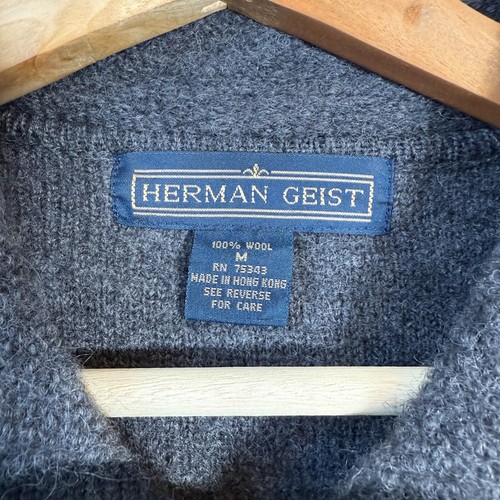 HERMAN GEIST
100% WOOL
M
RN 75343
MADE IN HONG KONG
SEE REVERSE
FOR CARE